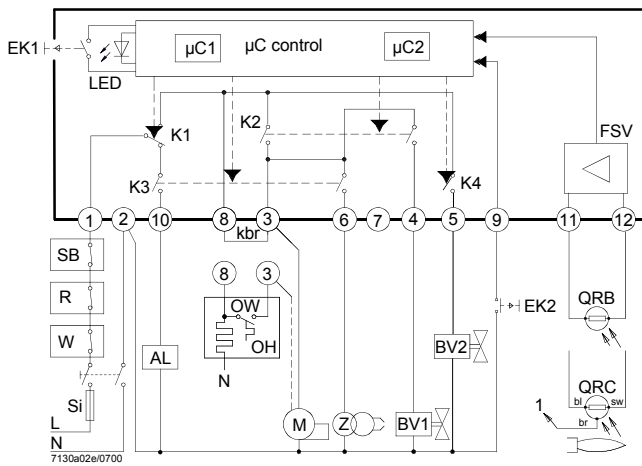 µC1 µC control µC2
EK1
LED
FSV
K1
K2
K3
K4
1 2 10 8 3 6 7 4 5 9 11 12
kbr
SB
8 3
R
OW
EK2
QRB
W
OH
AL
BV2
N
QRC
bl sw
Si
1
br
L
M Z BV1
N
7130a02e/0700